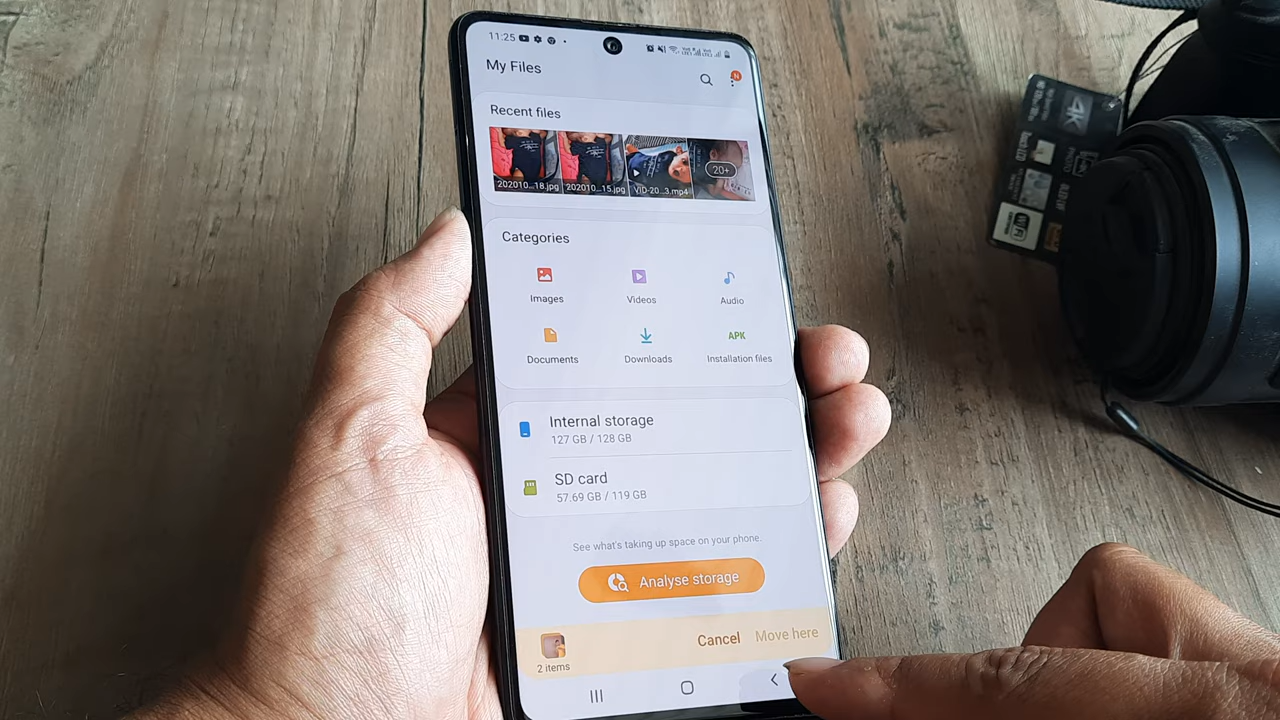 11:25
My Files
N
Recent files
202010...18.jpg
202010...15.jpg
VID-20...3.mp4
20+
Categories
Images
Videos
Audio
APK
Documents
Downloads
Installation files
Internal storage
127 GB / 128 GB
SD card
57.69 GB / 119 GB
See what's taking up space on your phone.
Analyse storage
2 items
Cancel
Move here
4K